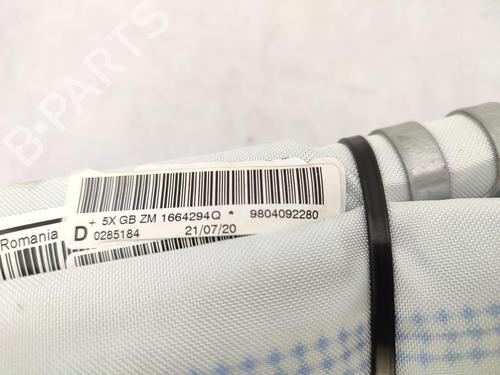 B-PARTS
+ 5X GB ZM 1664294Q * 9804092280
D 0285184 21/07/20
Romania